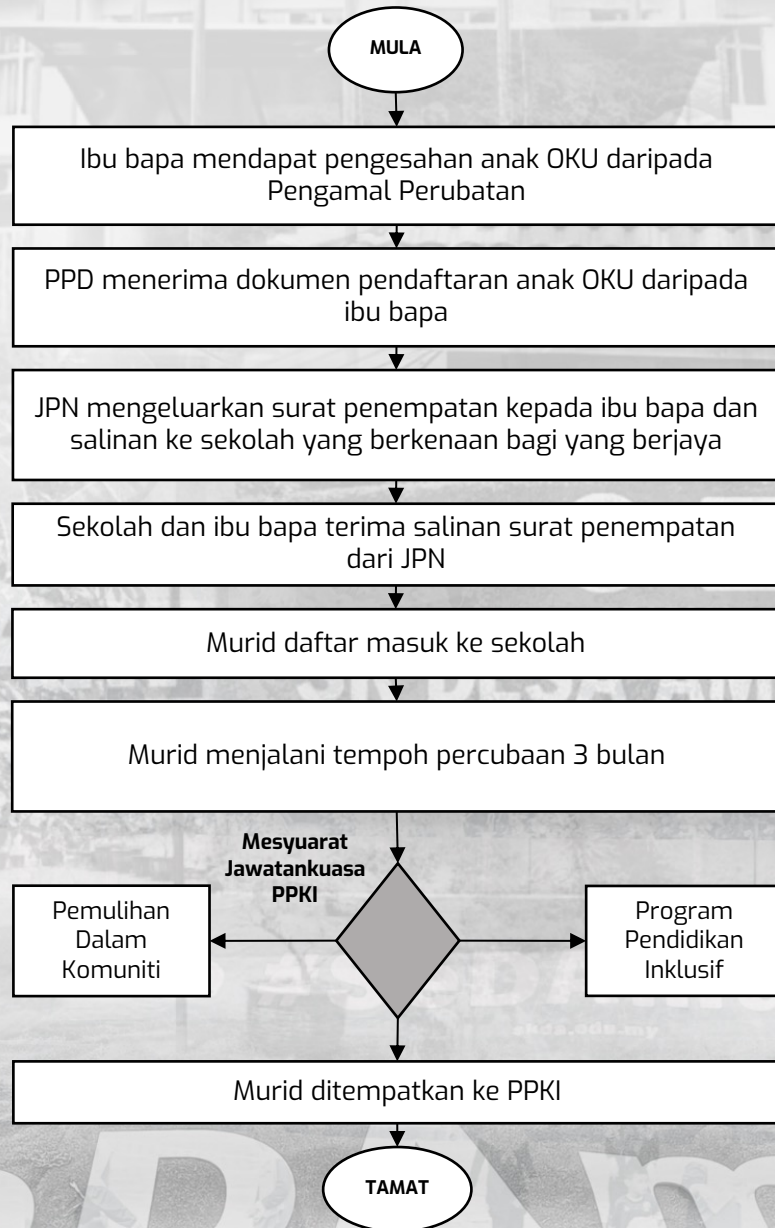 MULA
Ibu bapa mendapat pengesahan anak OKU daripada
Pengamal Perubatan
PPD menerima dokumen pendaftaran anak OKU daripada
ibu bapa
JPN mengeluarkan surat penempatan kepada ibu bapa dan
salinan ke sekolah yang berkenaan bagi yang berjaya
Sekolah dan ibu bapa terima salinan surat penempatan
dari JPN
Murid daftar masuk ke sekolah
Murid menjalani tempoh percubaan 3 bulan
Mesyuarat
Jawatankuasa
PPKI
Pemulihan
Dalam
Komuniti
Program
Pendidikan
Inklusif
Murid ditempatkan ke PPKI
TAMAT